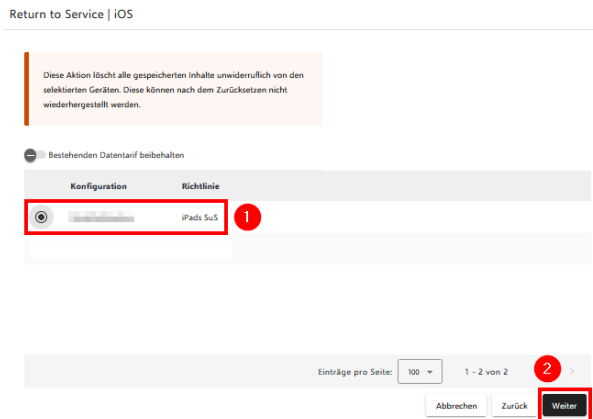 Return to Service | iOS
Diese Aktion löscht alle gespeicherten Inhalte unwiderruflich von den
selektierten Geräten. Diese können nach dem Zurücksetzen nicht
wiederhergestellt werden.
Bestehenden Datentarif beibehalten
Konfiguration Richtlinie
iPads SuS 1
Einträge pro Seite: 100 1 - 2 von 2 2
Abbrechen Zurück Weiter